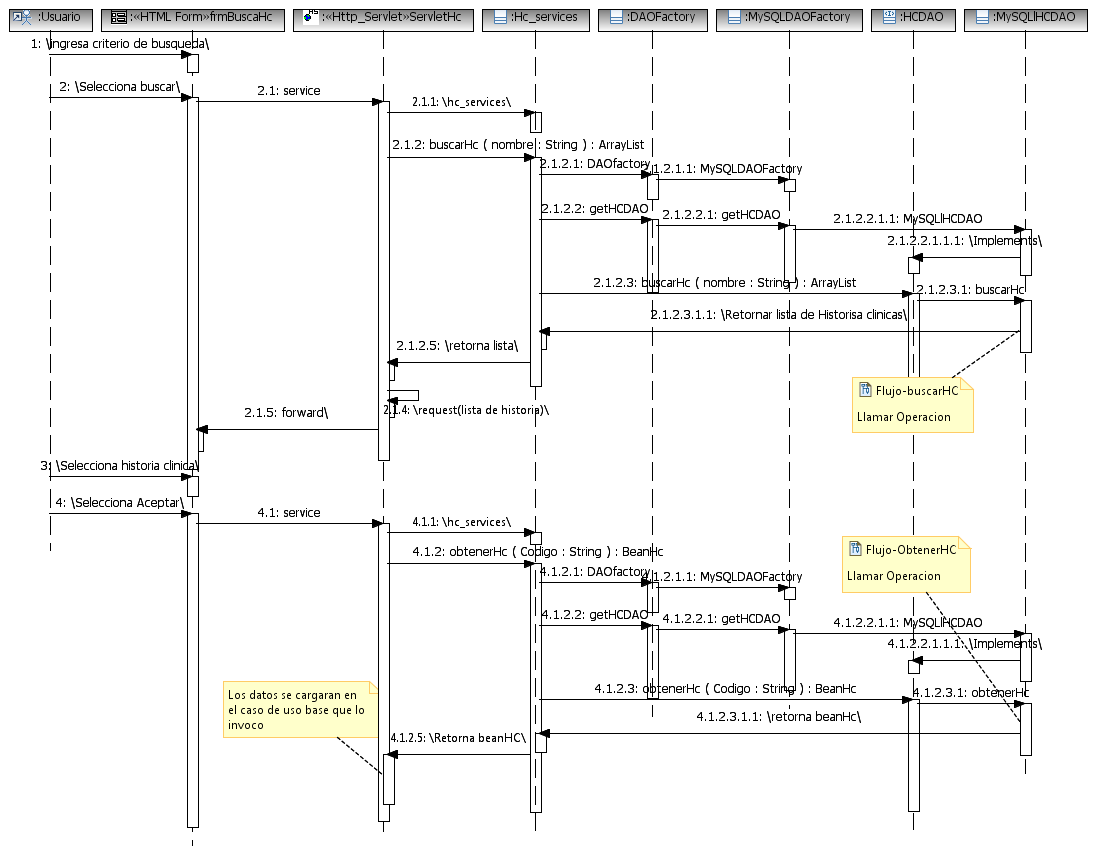 :Usuario
:«HTML Form»frmBuscaHc
:«Http_Servlet»ServletHc
:Hc_services
:DAOFactory
:MySQLDAOFactory
:HCDAO
:MySQlHCDAO
1: \ingresa criterio de busqueda\
2: \Selecciona buscar\
2.1: service
2.1.1: \hc_services\
2.1.2: buscarHc ( nombre : String ) : ArrayList
2.1.2.1: DAOfactory
2.1.2.1.1: MySQLDAOFactory
2.1.2.2: getHCDAO
2.1.2.2.1: getHCDAO
2.1.2.2.1.1: MySQlHCDAO
2.1.2.2.1.1.1: \Implements\
2.1.2.3: buscarHc ( nombre : String ) : ArrayList
2.1.2.3.1: buscarHc
2.1.2.3.1.1: \Retornar lista de Historisa clinicas\
2.1.2.5: \retorna lista\
Flujo-buscarHC
Llamar Operacion
2.1.4: \request(lista de historia)\
2.1.5: forward\
3: \Selecciona historia clinica\
4: \Selecciona Aceptar\
4.1: service
4.1.1: \hc_services\
4.1.2: obtenerHc ( Codigo : String ) : BeanHc
Flujo-ObtenerHC
Llamar Operacion
4.1.2.1: DAOfactory
4.1.2.1.1: MySQLDAOFactory
4.1.2.2: getHCDAO
4.1.2.2.1: getHCDAO
4.1.2.2.1.1: MySQlHCDAO
4.1.2.2.1.1.1: \Implements\
4.1.2.3: obtenerHc ( Codigo : String ) : BeanHc
4.1.2.3.1: obtenerHc
Los datos se cargaran en
el caso de uso base que lo
invoco
4.1.2.3.1.1: \retorna beanHc\
4.1.2.5: \Retorna beanHC\